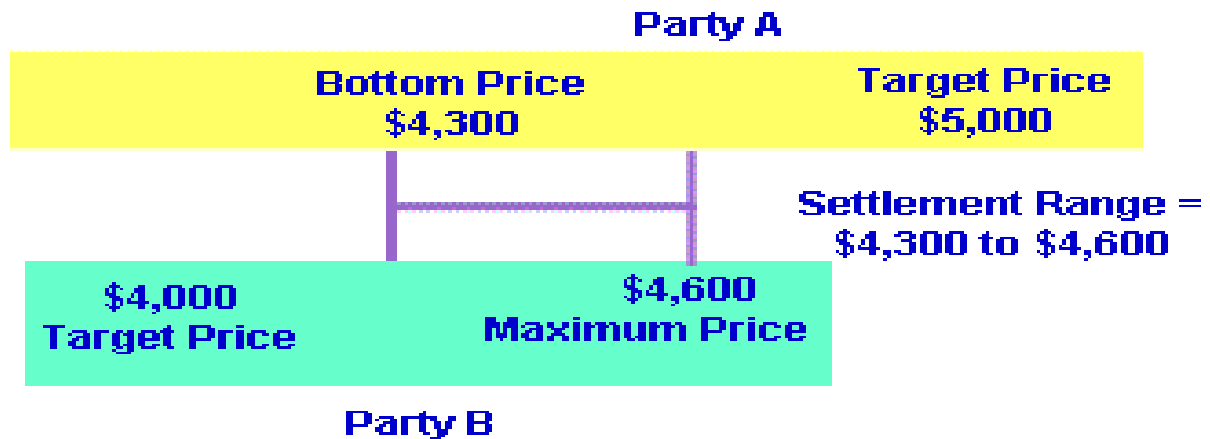 Party A
Bottom Price
$4,300
Target Price
$5,000
Settlement Range =
$4,300 to $4,600
$4,000
Target Price
$4,600
Maximum Price
Party B